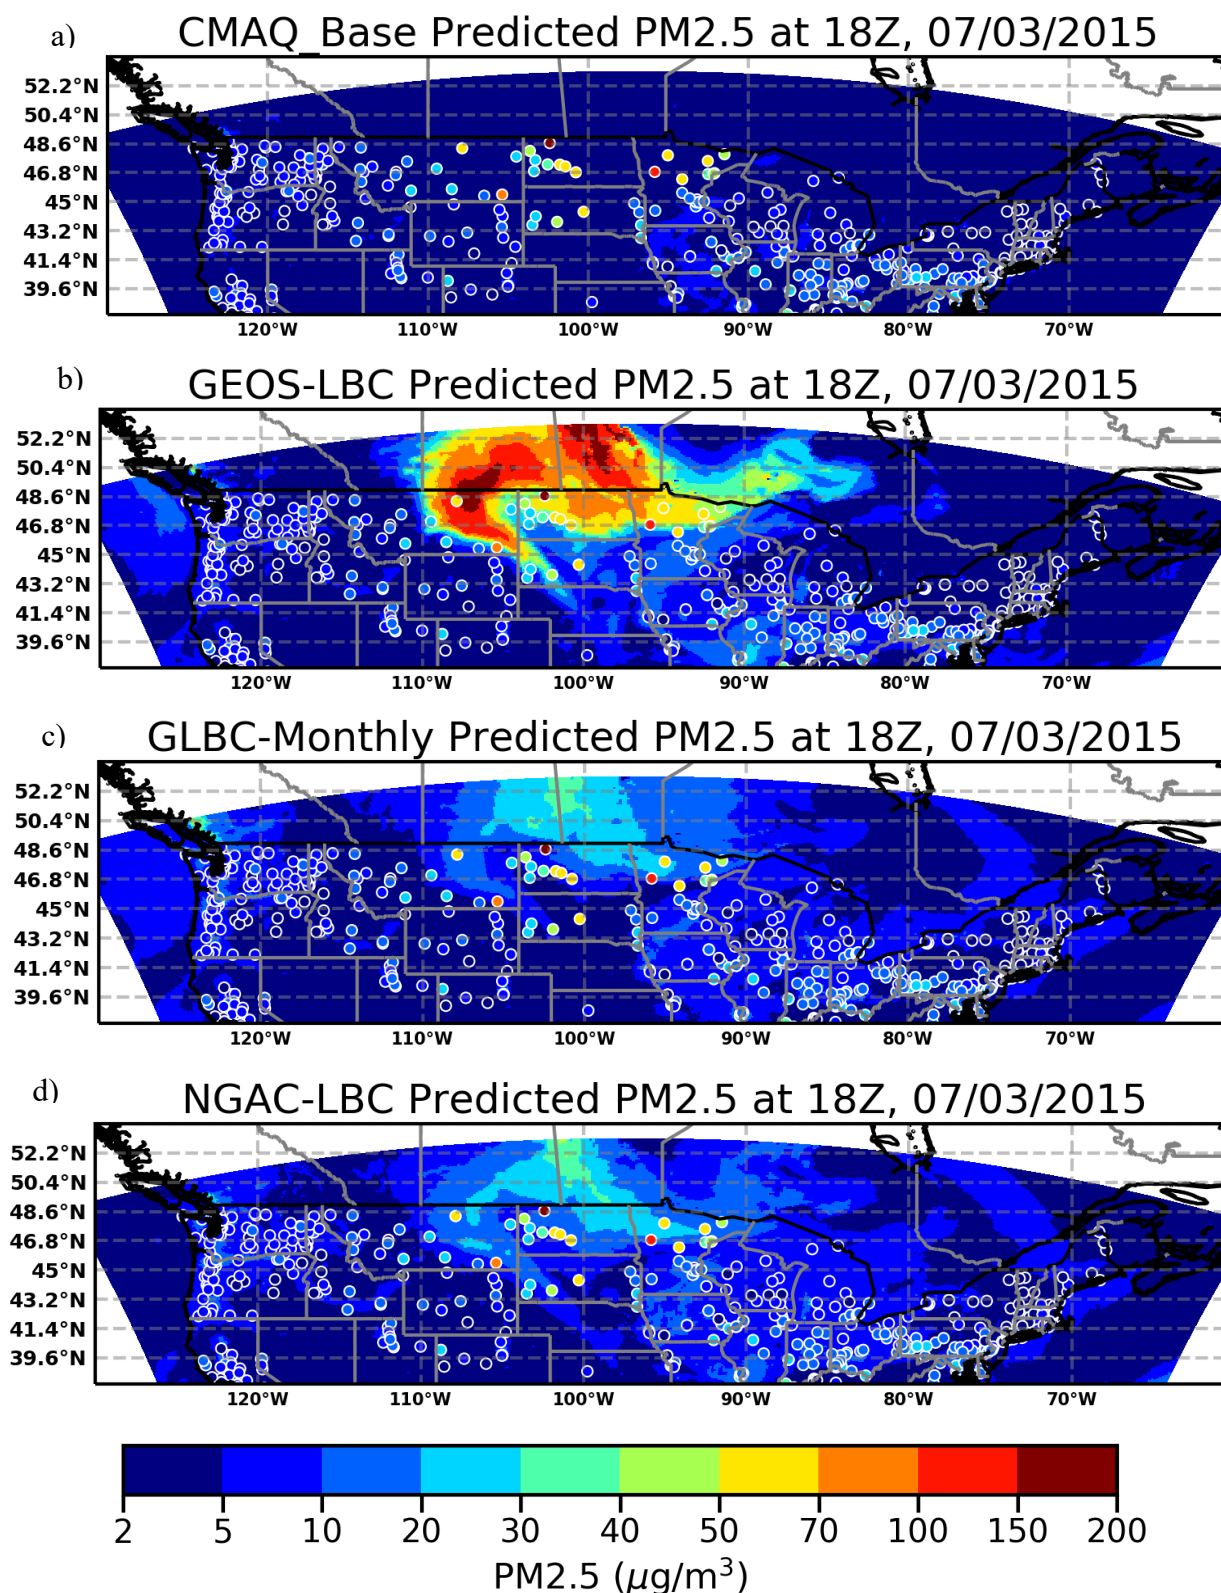 a)
CMAQ_Base Predicted PM2.5 at 18Z, 07/03/2015
52.2°N
50.4°N
48.6°N
46.8°N
45°N
43.2°N
41.4°N
39.6°N
120°W 110°W 100°W 90°W 80°W 70°W
b)
GEOS-LBC Predicted PM2.5 at 18Z, 07/03/2015
52.2°N
50.4°N
48.6°N
46.8°N
45°N
43.2°N
41.4°N
39.6°N
120°W 110°W 100°W 90°W 80°W 70°W
c)
GLBC-Monthly Predicted PM2.5 at 18Z, 07/03/2015
52.2°N
50.4°N
48.6°N
46.8°N
45°N
43.2°N
41.4°N
39.6°N
120°W 110°W 100°W 90°W 80°W 70°W
d)
NGAC-LBC Predicted PM2.5 at 18Z, 07/03/2015
52.2°N
50.4°N
48.6°N
46.8°N
45°N
43.2°N
41.4°N
39.6°N
120°W 110°W 100°W 90°W 80°W 70°W
2 5 10 20 30 40 50 70 100 150 200
PM2.5 (μg/m³)